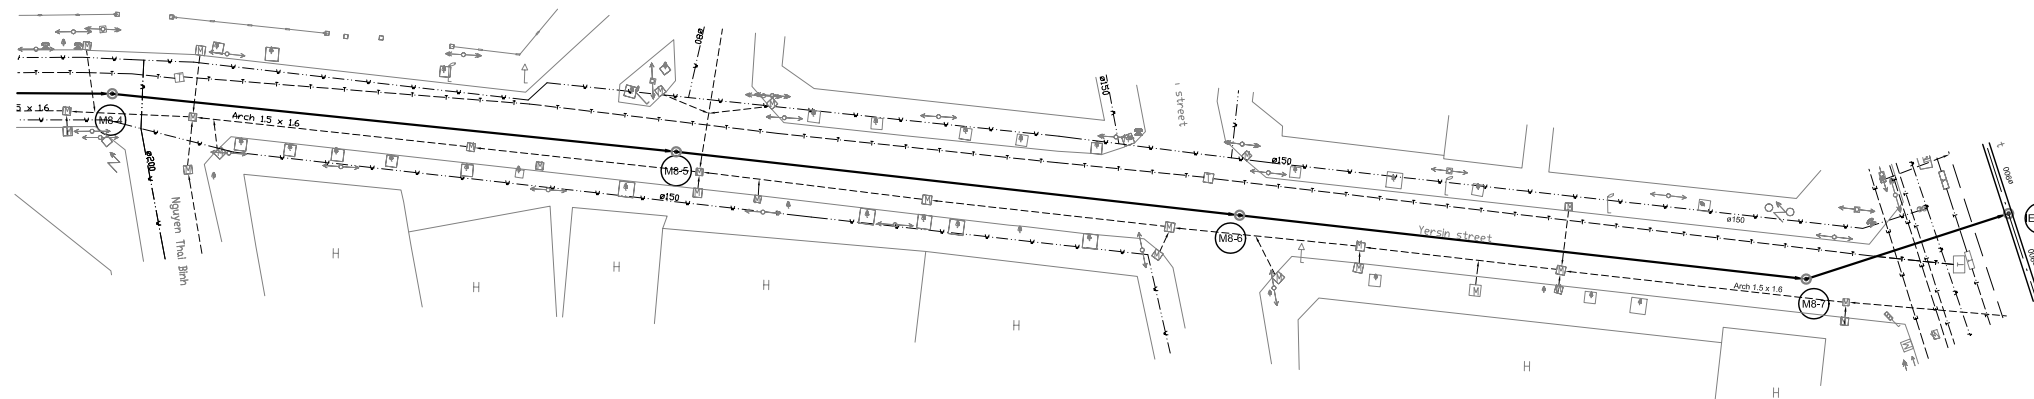 ø80
ø150
street
5 x 1.6
M8-4
Arch 1.5 x 1.6
ø200
M8-5
ø150
ø150
0060
Nguyen Thai Binh
ø150
M8-6
Yersin street
H
H
H
H
Arch 1.5 x 1.6
M8-7
H
H
H